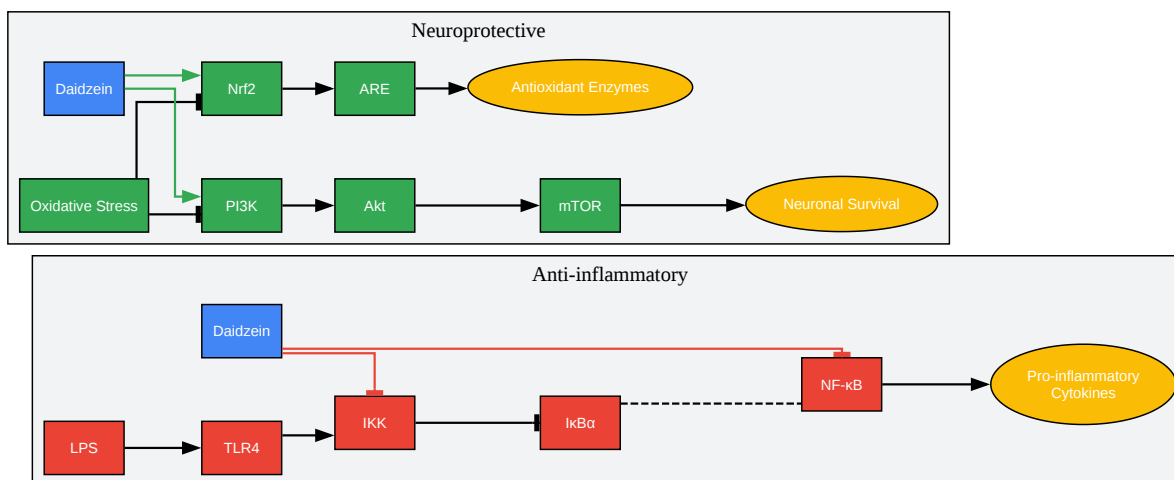 Neuroprotective
Daidzein
Nrf2
ARE
Antioxidant Enzymes
Oxidative Stress
PI3K
Akt
mTOR
Neuronal Survival
Anti-inflammatory
Daidzein
NF-κB
Pro-inflammatory
Cytokines
IKK
IκBα
LPS
TLR4